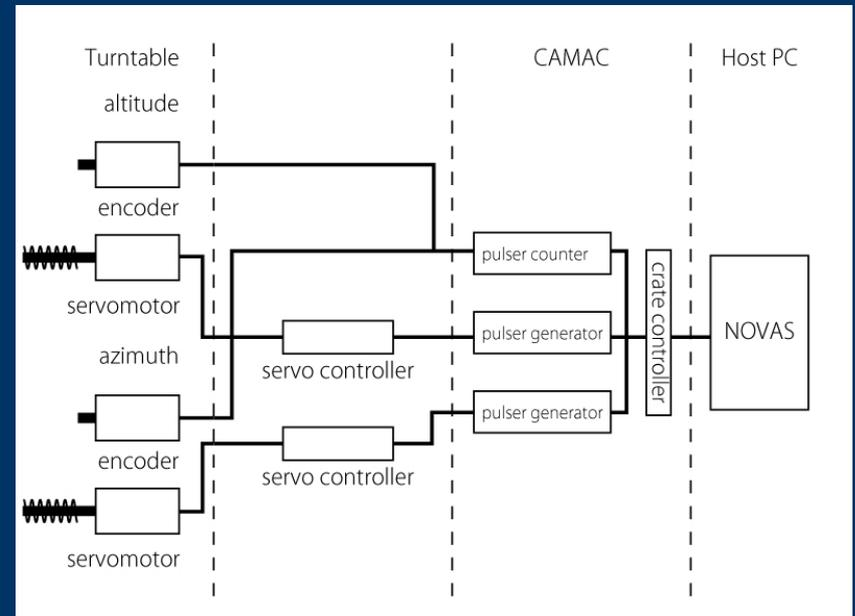 Turntable
CAMAC
Host PC
altitude
encoder
servomotor
azimuth
encoder
servomotor
servo controller
servo controller
pulser counter
pulser generator
pulser generator
crate controller
NOVAS